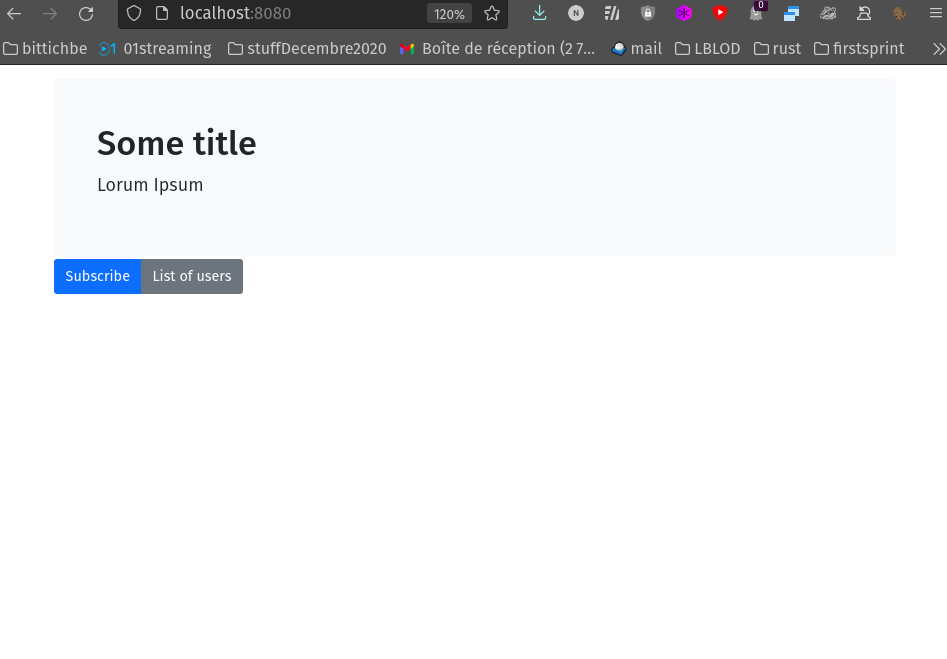 localhost:8080 120% N 0
bittichbe 01streaming stuffDecembre2020 Boîte de réception (2 7... mail LBLOD rust firstsprint
Some title
Lorum Ipsum
Subscribe List of users